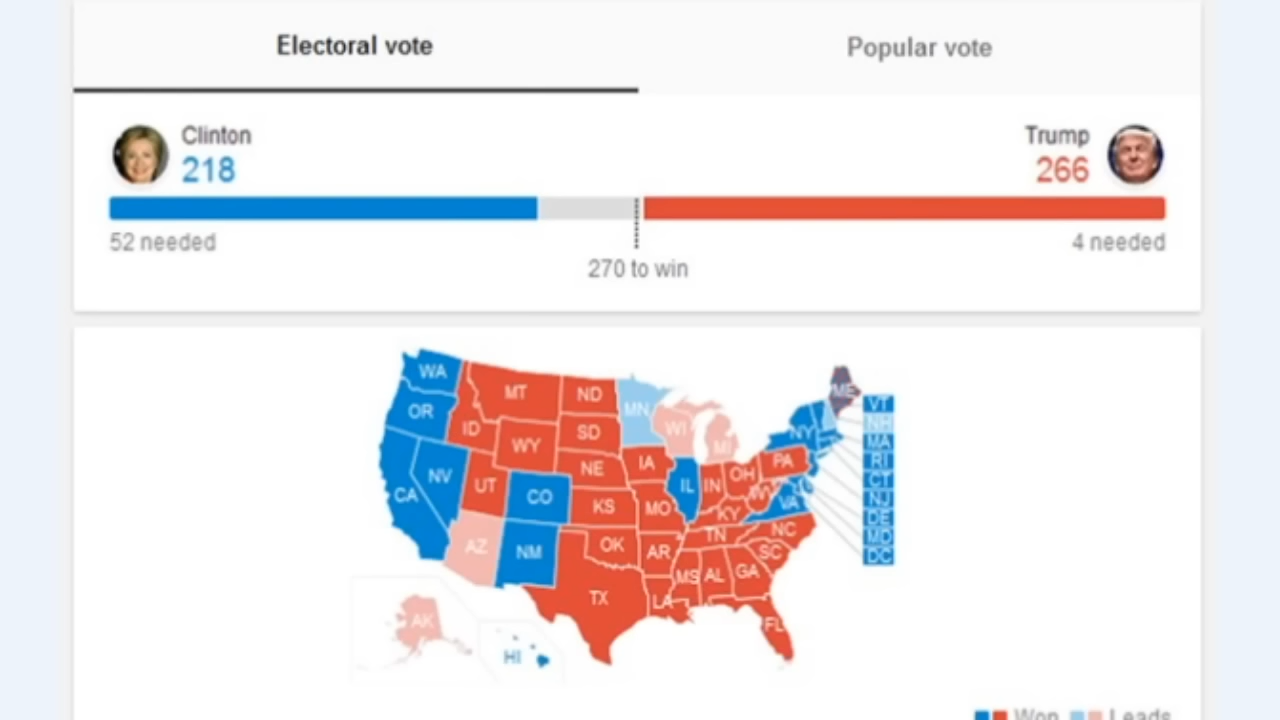 Electoral vote
Popular vote
Clinton
218
Trump
266
52 needed
4 needed
270 to win
WA
MT
ND
MN
ME
VT
OR
ID
SD
WI
MI
NY
NH
WY
MA
NV
NE
IA
PA
RI
CA
UT
CO
IL
IN
OH
CT
KS
MO
WV
VA
NJ
KY
DE
AZ
NM
OK
AR
TN
NC
MD
MS
AL
GA
SC
DC
TX
LA
FL
AK
HI
Won
Leads